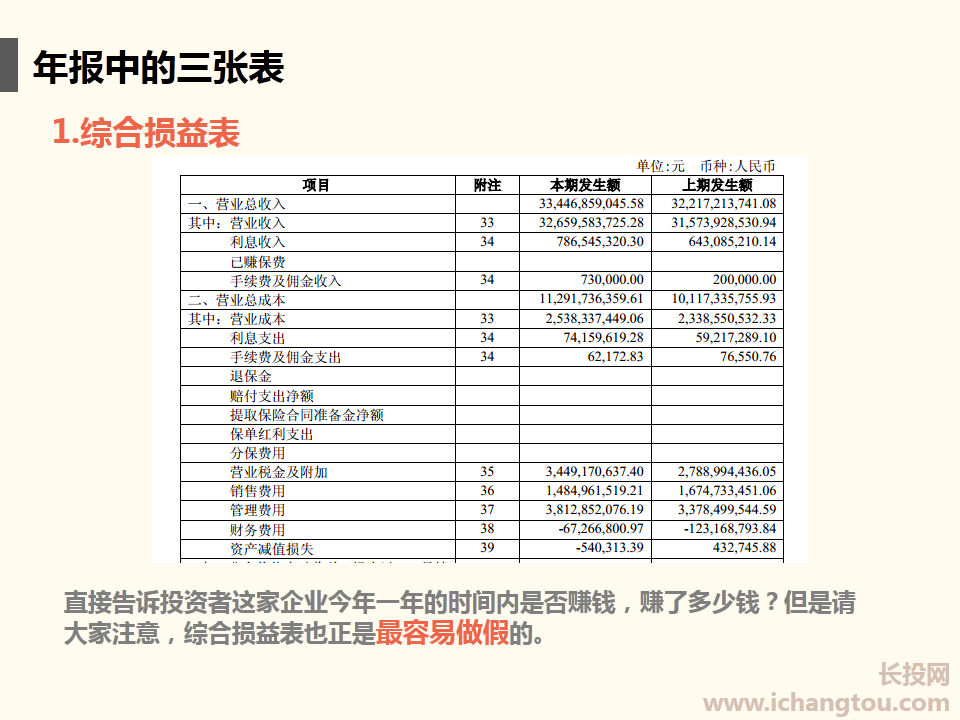 年报中的三张表
1.综合损益表
单位:元 币种:人民币
项目 附注 本期发生额 上期发生额
一、营业总收入 33,446,859,045.58 32,217,213,741.08
其中：营业收入 33 32,659,583,725.28 31,573,928,530.94
利息收入 34 786,545,320.30 643,085,210.14
已赚保费
手续费及佣金收入 34 730,000.00 200,000.00
二、营业总成本 11,291,736,359.61 10,117,335,755.93
其中：营业成本 33 2,538,337,449.06 2,338,550,532.33
利息支出 34 74,159,619.28 59,217,289.10
手续费及佣金支出 34 62,172.83 76,550.76
退保金
赔付支出净额
提取保险合同准备金净额
保单红利支出
分保费用
营业税金及附加 35 3,449,170,637.40 2,788,994,436.05
销售费用 36 1,484,961,519.21 1,674,733,451.06
管理费用 37 3,812,852,076.19 3,378,499,544.59
财务费用 38 -67,266,800.97 -123,168,793.84
资产减值损失 39 -540,313.39 432,745.88
直接告诉投资者这家企业今年一年的时间内是否赚钱，赚了多少钱？但是请
大家注意，综合损益表也正是最容易做假的。
长投网
www.ichangtou.com